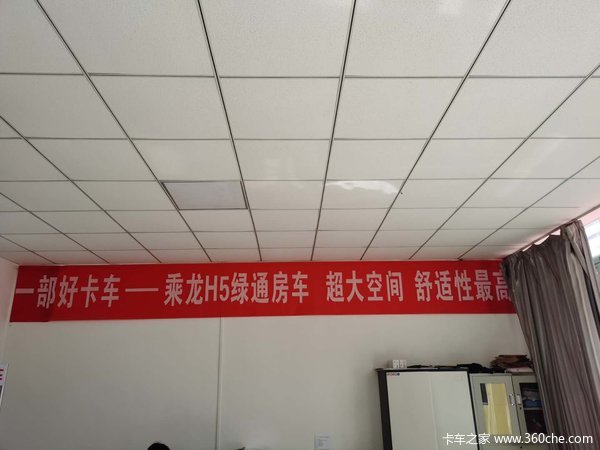 一部好卡车——乘龙H5绿通房车 超大空间 舒适性最高
卡车之家 www.360che.com